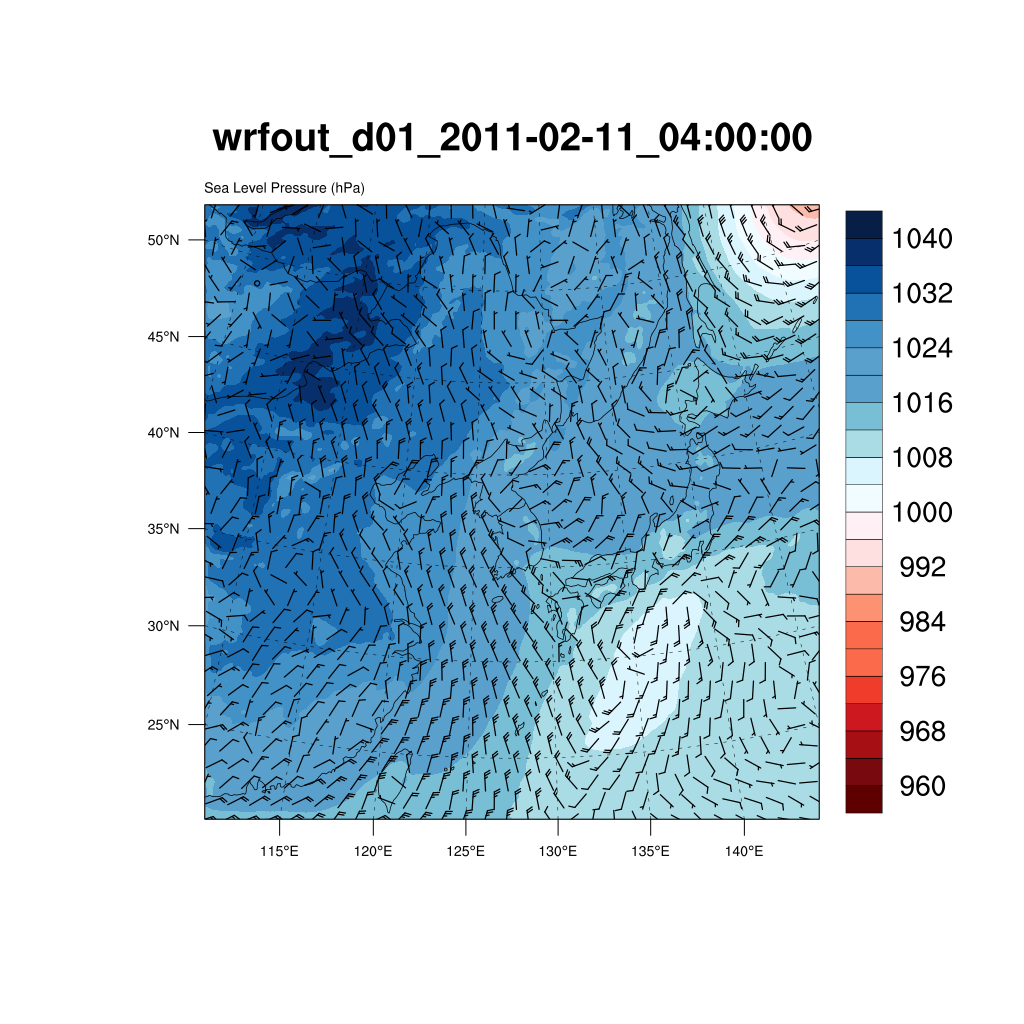 wrfout_d01_2011-02-11_04:00:00
Sea Level Pressure (hPa)
50°N
45°N
40°N
35°N
30°N
25°N
115°E 120°E 125°E 130°E 135°E 140°E
1040
1032
1024
1016
1008
1000
992
984
976
968
960